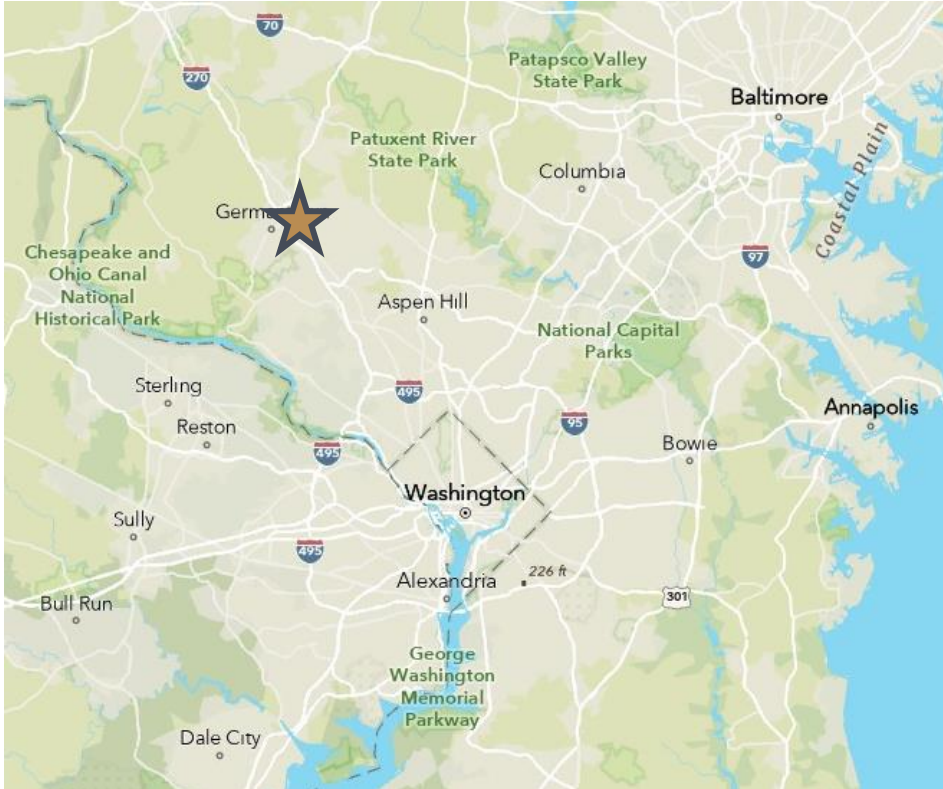 70
270
Patapsco Valley
State Park
Baltimore
Patuxent River
State Park
Columbia
Coastal Plain
Germ
97
Chesapeake and
Ohio Canal
National
Historical Park
Aspen Hill
National Capital
Parks
Sterling
495
Annapolis
Reston
95
Bowie
495
Washington
Sully
495
226 ft
Alexandria
301
Bull Run
George
Washington
Memorial
Parkway
Dale City